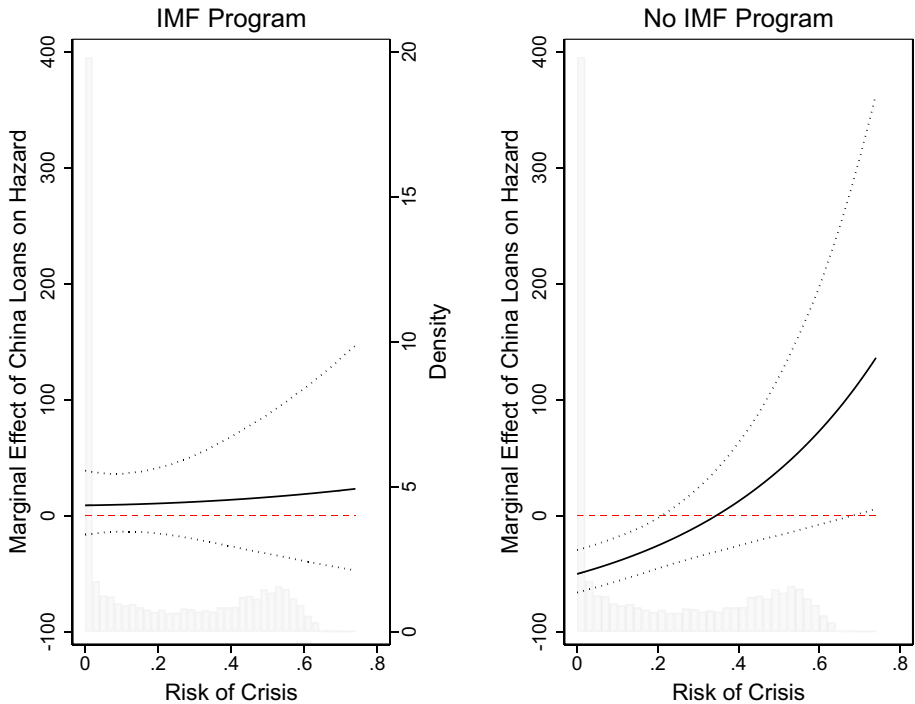 IMF Program
No IMF Program
Marginal Effect of China Loans on Hazard
400
300
200
100
0
-100
20
15
10
5
0
Density
0 .2 .4 .6 .8
Risk of Crisis
Marginal Effect of China Loans on Hazard
400
300
200
100
0
-100
0 .2 .4 .6 .8
Risk of Crisis